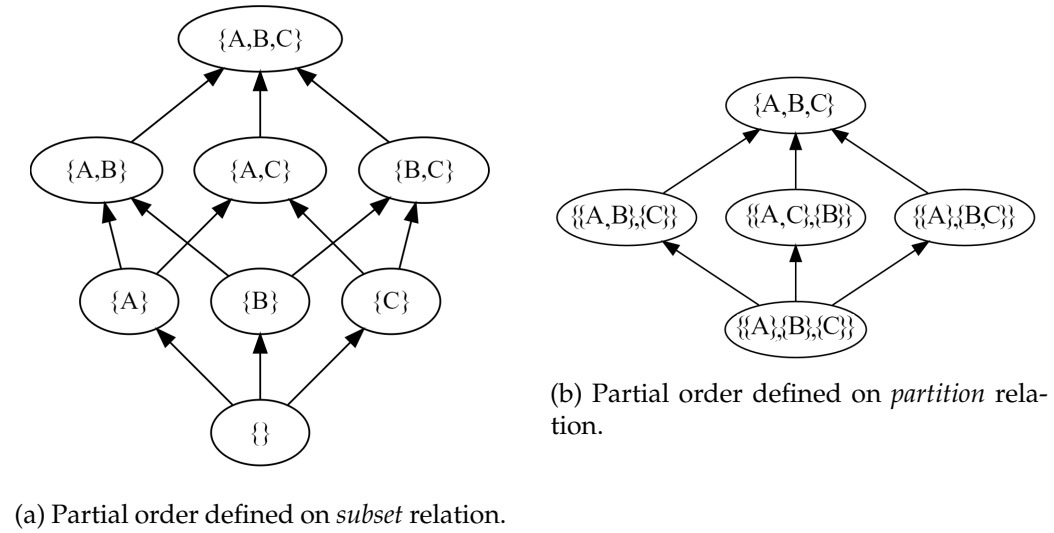 {A,B,C}
{A,B} {A,C} {B,C}
{A} {B} {C}
{}
(a) Partial order defined on subset relation.
{A,B,C}
{{A,B},{C}} {{A,C},{B}} {{A},{B,C}}
{{A},{B},{C}}
(b) Partial order defined on partition rela-
tion.